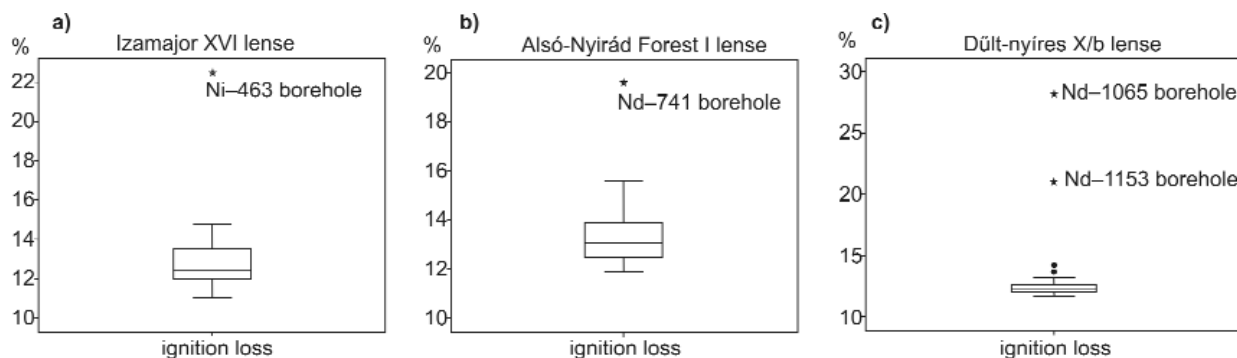 a)
Izamajor XVI lense
%
22
20
18
16
14
12
10
Ni–463 borehole
ignition loss
b)
Alsó-Nyirád Forest I lense
%
20
18
16
14
12
10
Nd–741 borehole
ignition loss
c)
Dűlt-nyíres X/b lense
%
30
25
20
15
10
Nd–1065 borehole
Nd–1153 borehole
ignition loss